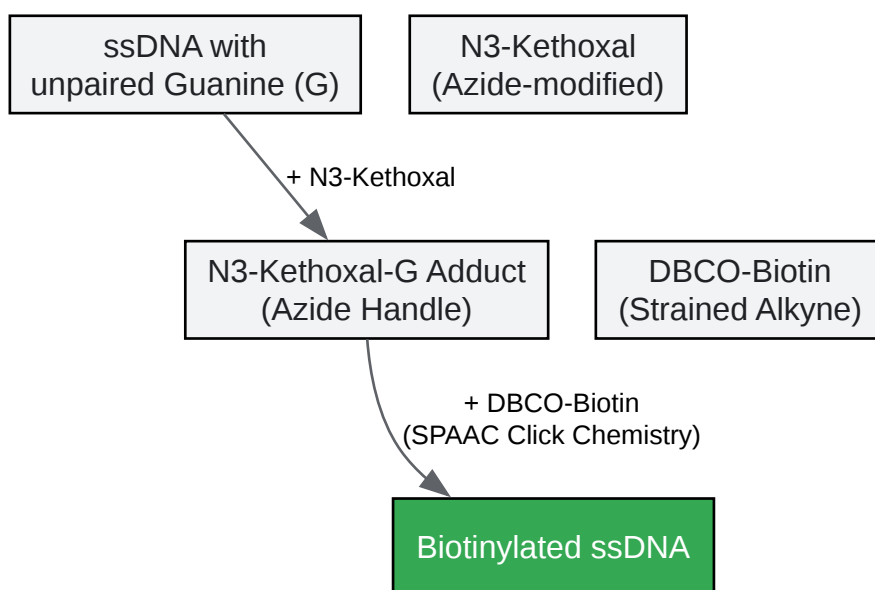 ssDNA with
unpaired Guanine (G)
N3-Kethoxal
(Azide-modified)
+ N3-Kethoxal
N3-Kethoxal-G Adduct
(Azide Handle)
DBCO-Biotin
(Strained Alkyne)
+ DBCO-Biotin
(SPAAC Click Chemistry)
Biotinylated ssDNA